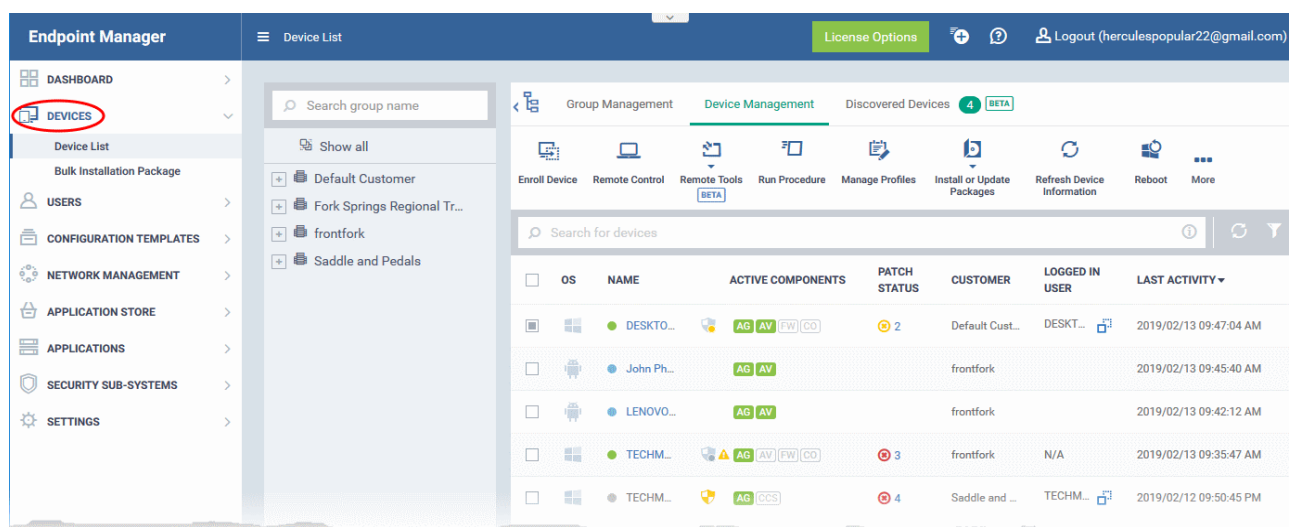 Endpoint Manager
Device List
License Options
Logout (herculespopular22@gmail.com)
DASHBOARD
DEVICES
Device List
Bulk Installation Package
USERS
CONFIGURATION TEMPLATES
NETWORK MANAGEMENT
APPLICATION STORE
APPLICATIONS
SECURITY SUB-SYSTEMS
SETTINGS
Search group name
Show all
Default Customer
Fork Springs Regional Tr...
frontfork
Saddle and Pedals
Group Management Device Management Discovered Devices 4 BETA
Enroll Device Remote Control Remote Tools BETA Run Procedure Manage Profiles Install or Update Packages Refresh Device Information Reboot More
Search for devices
OS NAME ACTIVE COMPONENTS PATCH STATUS CUSTOMER LOGGED IN USER LAST ACTIVITY
DESKTO... AG AV FW CO 2 Default Cust... DESKT... 2019/02/13 09:47:04 AM
John Ph... AG AV frontfork 2019/02/13 09:45:40 AM
LENOVO... AG AV frontfork 2019/02/13 09:42:12 AM
TECHM... AG AV FW CO 3 frontfork N/A 2019/02/13 09:35:47 AM
TECHM... AG CCS 4 Saddle and ... TECHM... 2019/02/12 09:50:45 PM